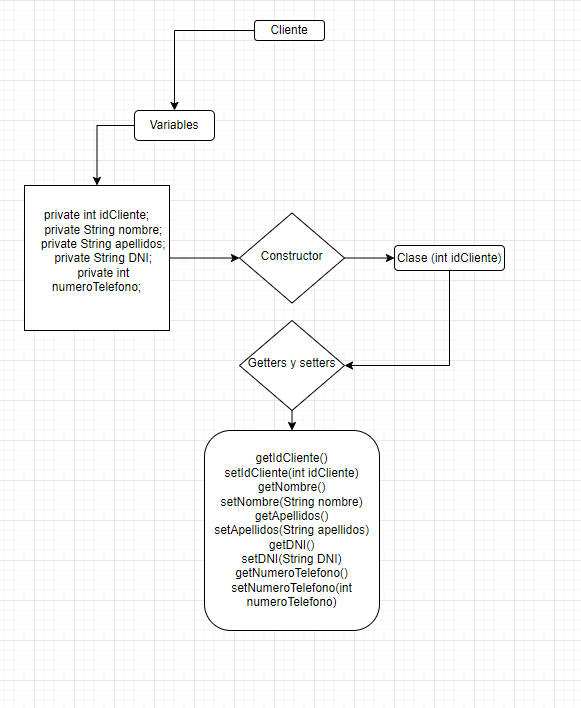 Cliente
Variables
private int idCliente;
private String nombre;
private String apellidos;
private String DNI;
private int
numeroTelefono;
Constructor
Clase (int idCliente)
Getters y setters
getIdCliente()
setIdCliente(int idCliente)
getNombre()
setNombre(String nombre)
getApellidos()
setApellidos(String apellidos)
getDNI()
setDNI(String DNI)
getNumeroTelefono()
setNumeroTelefono(int
numeroTelefono)